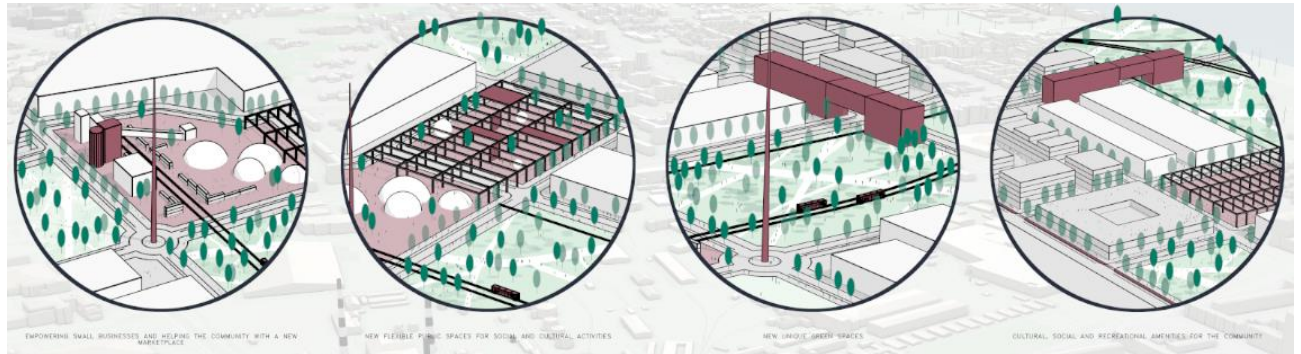 EMPOWERING SMALL BUSINESSES AND HELPING THE COMMUNITY WITH A NEW
MARKETPLACE
NEW FLEXIBLE PUBLIC SPACES FOR SOCIAL AND CULTURAL ACTIVITIES
NEW UNIQUE GREEN SPACES
CULTURAL, SOCIAL AND RECREATIONAL AMENITIES FOR THE COMMUNITY